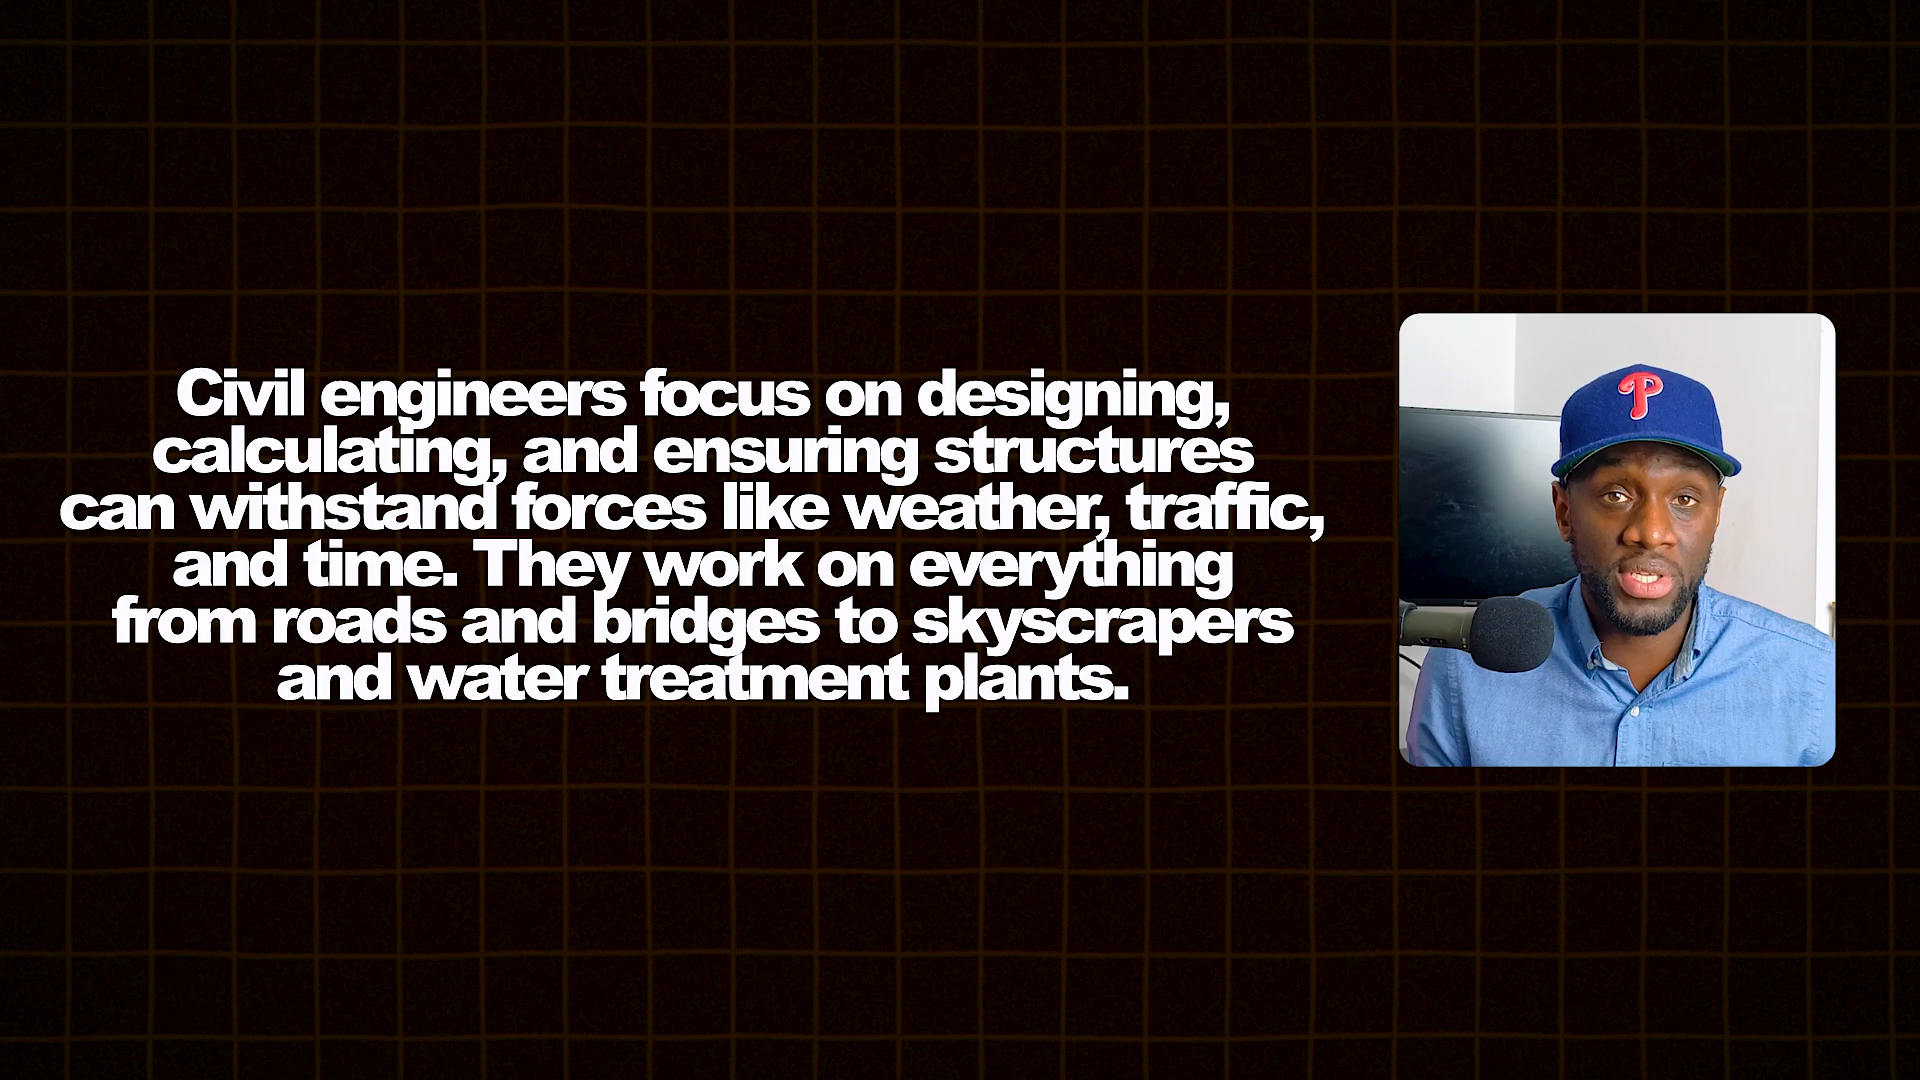 Civil engineers focus on designing,
calculating, and ensuring structures
can withstand forces like weather, traffic,
and time. They work on everything
from roads and bridges to skyscrapers
and water treatment plants.
P